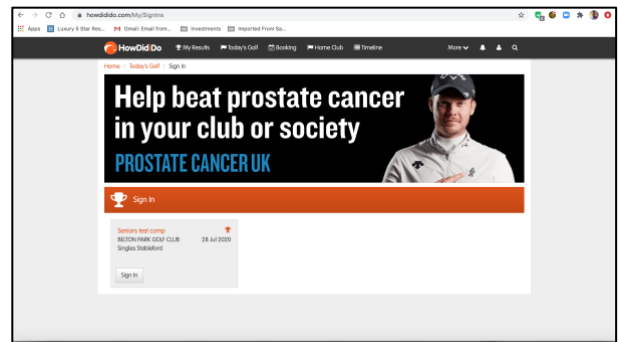 howdidido.com/My/SignIns
Apps Luxury 5 Star Res... Gmail: Email from... Investments Imported From Sa...
HowDidiDo My Results Today's Golf Booking Home Club Timeline More
Home / Today's Golf / Sign In
Help beat prostate cancer
in your club or society
PROSTATE CANCER UK
Sign In
Seniors test comp
BELTON PARK GOLF CLUB 28 Jul 2020
Singles Stableford
Sign In